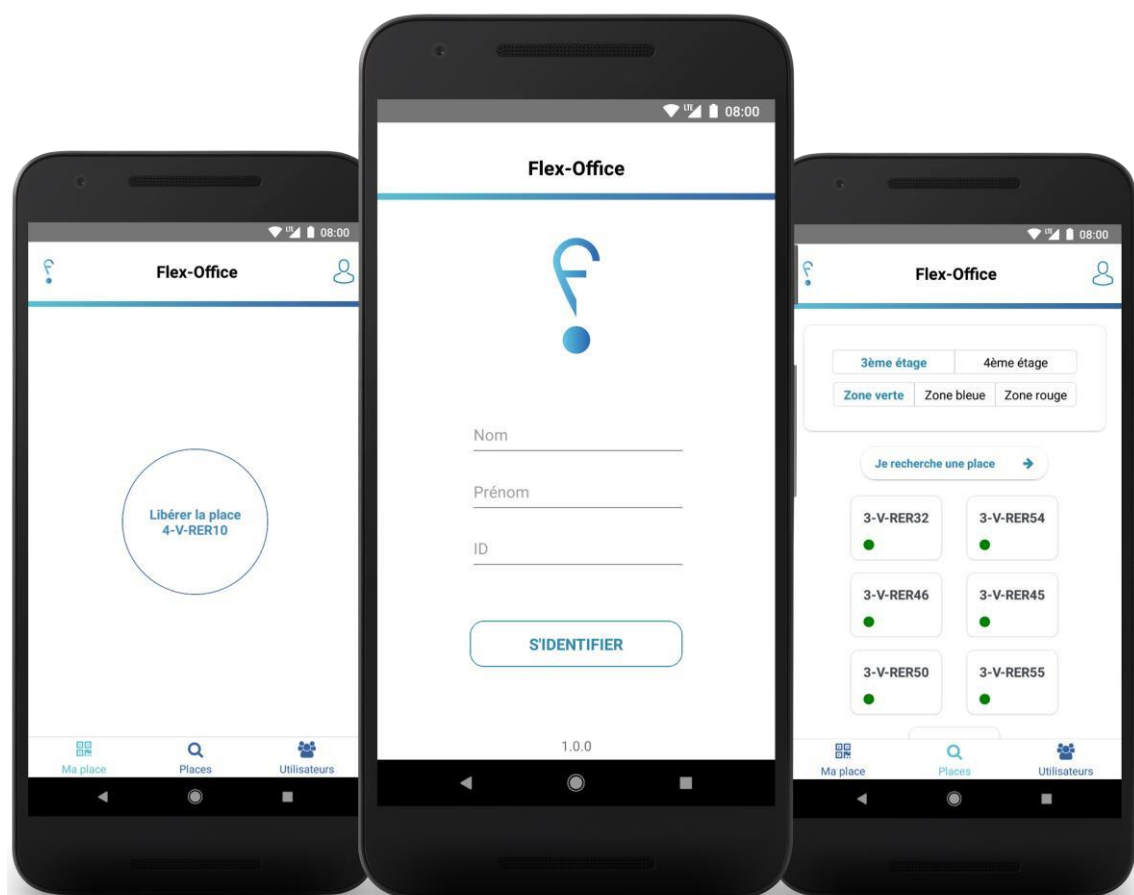 LTE 08:00
Flex-Office
Libérer la place
4-V-RER10
Ma place
Places
Utilisateurs
LTE 08:00
Flex-Office
Nom
Prénom
ID
S'IDENTIFIER
1.0.0
LTE 08:00
Flex-Office
3ème étage 4ème étage
Zone verte Zone bleue Zone rouge
Je recherche une place
3-V-RER32 3-V-RER54
3-V-RER46 3-V-RER45
3-V-RER50 3-V-RER55
Ma place
Places
Utilisateurs